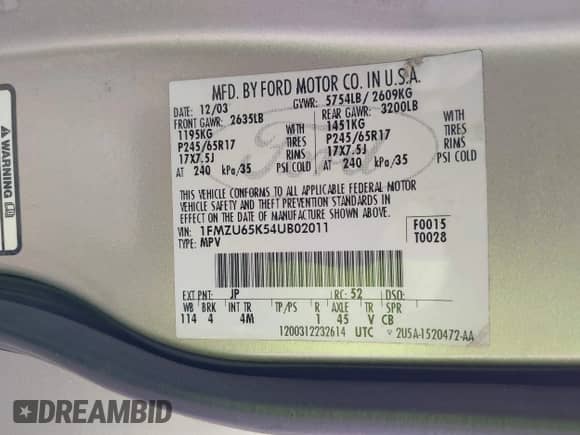 MFD. BY FORD MOTOR CO. IN U.S.A.
DATE: 12/03 GVWR: 5754LB/ 2609KG
FRONT GAWR: 2635LB REAR GAWR: 3200LB
1195KG WITH 1451KG WITH
P245/65R17 TIRES P245/65R17 TIRES
17X7.5J RIMS 17X7.5J RIMS
AT 240 kPa/35 PSI COLD AT 240 kPa/35 PSI COLD
THIS VEHICLE CONFORMS TO ALL APPLICABLE FEDERAL MOTOR
VEHICLE SAFETY AND THEFT PREVENTION STANDARDS IN
EFFECT ON THE DATE OF MANUFACTURE SHOWN ABOVE.
VIN: 1FMZU65K54UB02011 F0015
TYPE: MPV T0028
Ford
EXT PNT: JP RC: 52 DSO:
WB BRK INT TR TP/PS R AXLE TR SPR
114 4 4M 1 45 V CB
1200312232614 UTC 2U5A-1520472-AA
WARNING
DREAMBID